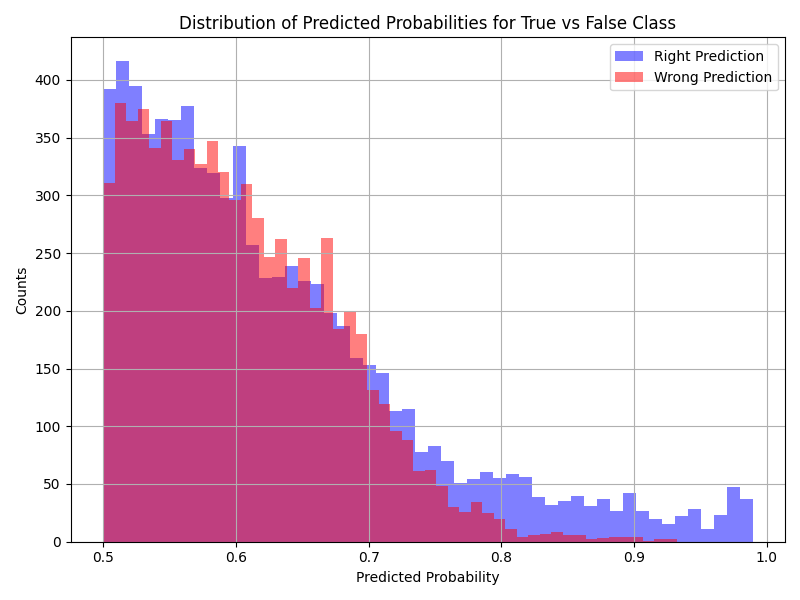 Distribution of Predicted Probabilities for True vs False Class
Right Prediction
Wrong Prediction
Counts
400
350
300
250
200
150
100
50
0
0.5 0.6 0.7 0.8 0.9 1.0
Predicted Probability